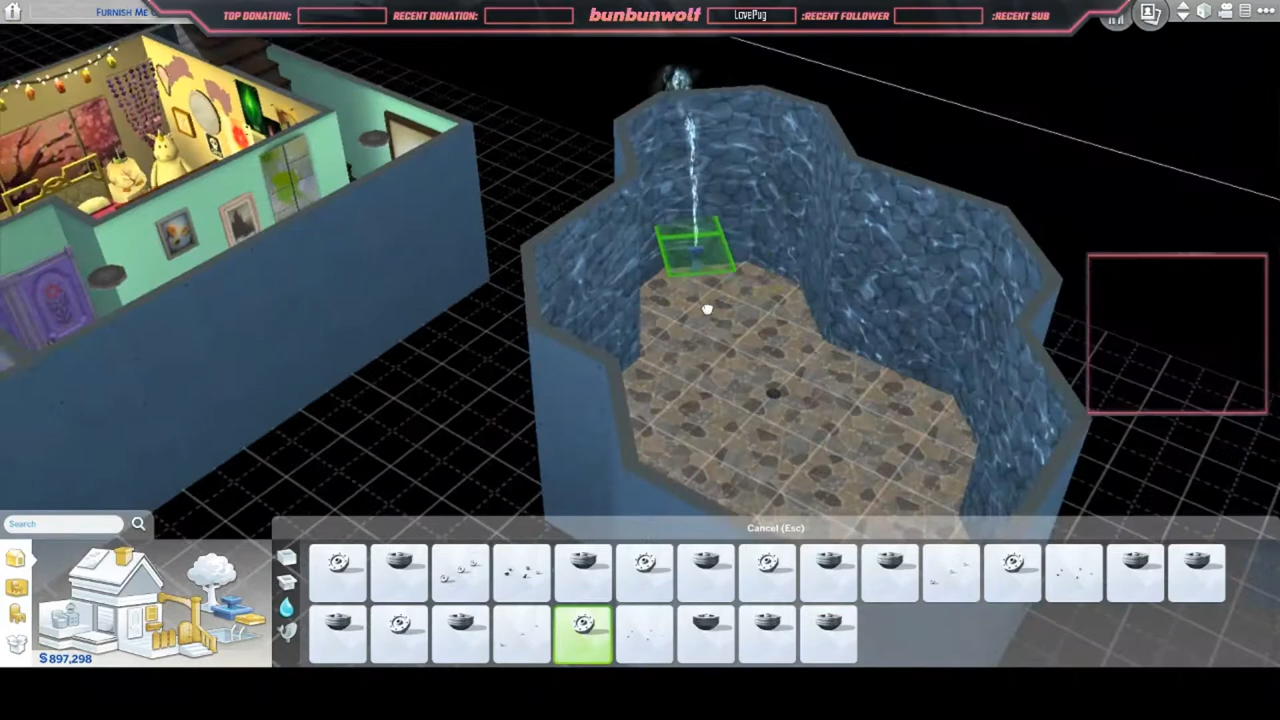 FURNISH ME
TOP DONATION:
RECENT DONATION:
bunbunwolf
LovePug
:RECENT FOLLOWER
:RECENT SUB
Cancel (Esc)
Search
$897,298